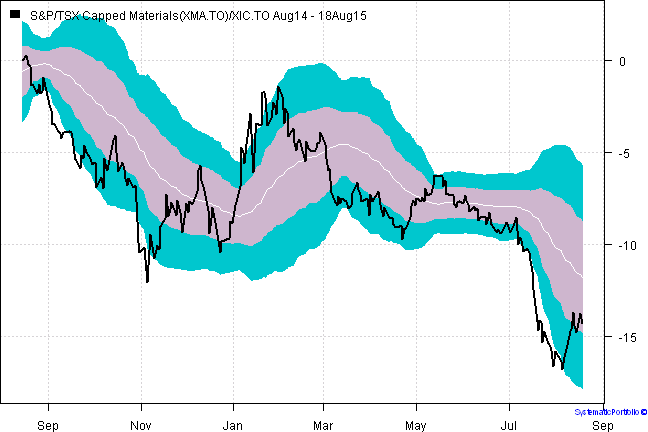 S&P/TSX Capped Materials(XMA.TO)/XIC.TO Aug14 - 18Aug15
0
-5
-10
-15
Sep Nov Jan Mar May Jul Sep
SystematicPortfolio ©